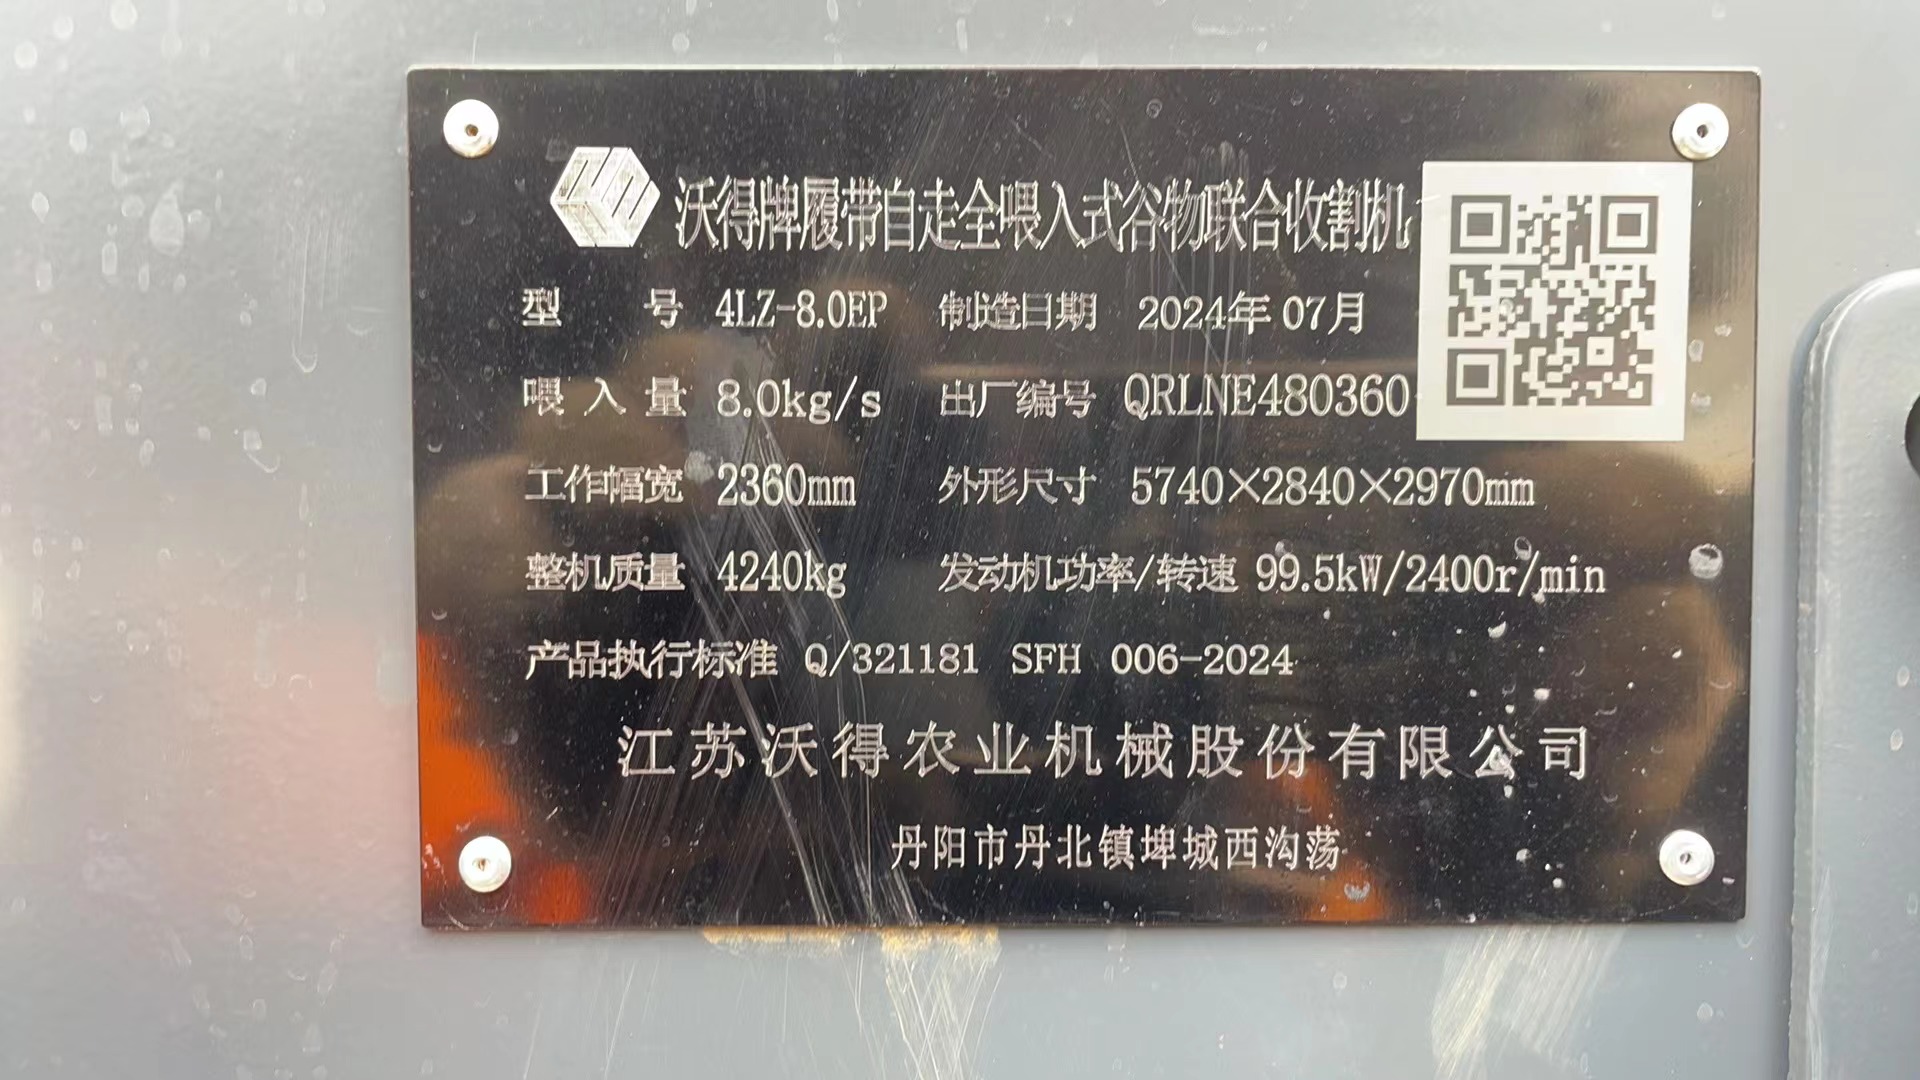 沃得牌履带自走全喂入式谷物联合收割机
型 号 4LZ-8.0EP 制造日期 2024年07月
喂入量 8.0kg/s 出厂编号 QRLNE480360
工作幅宽 2360mm 外形尺寸 5740×2840×2970mm
整机质量 4240kg 发动机功率/转速 99.5kW/2400r/min
产品执行标准 Q/321181 SFH 006-2024
江苏沃得农业机械股份有限公司
丹阳市丹北镇埤城西沟荡